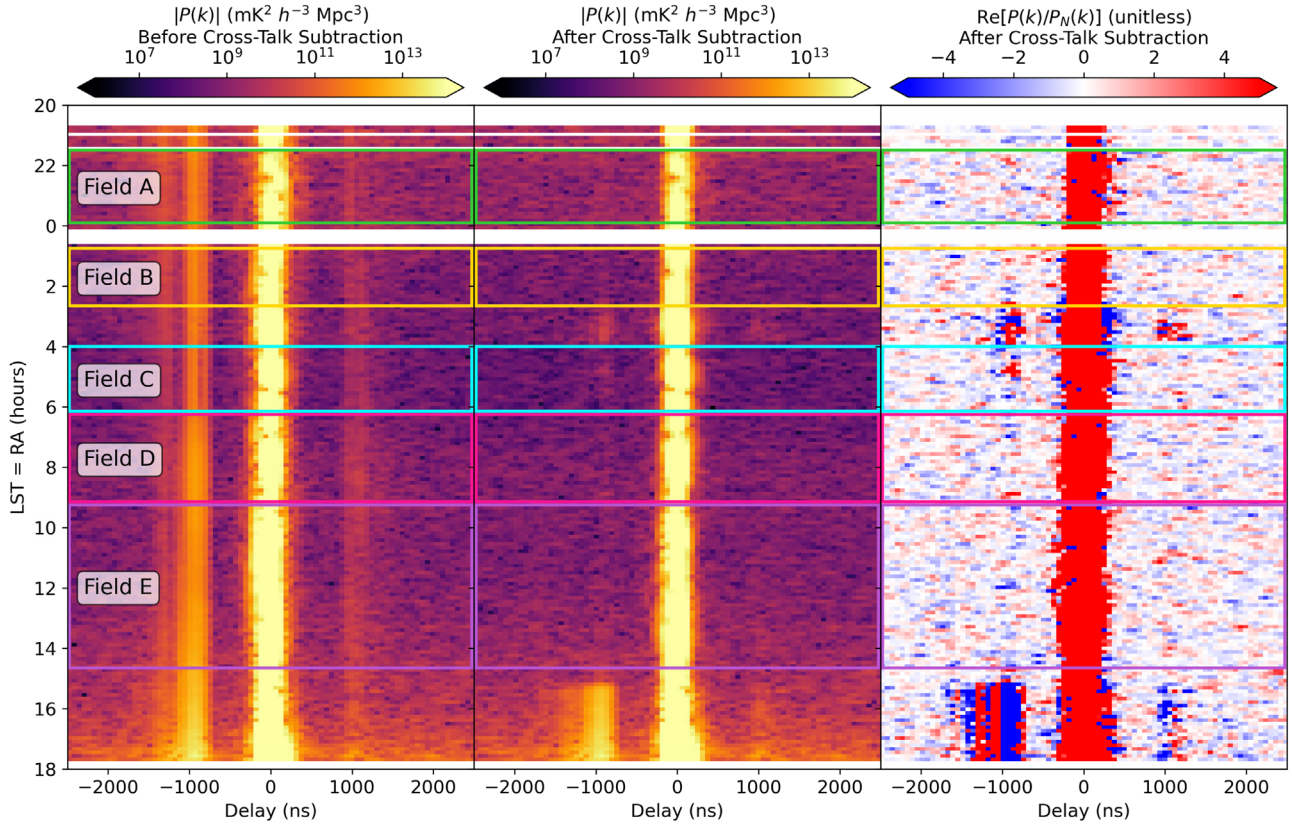 |P(k)| (mK² h⁻³ Mpc³)
Before Cross-Talk Subtraction
10⁷ 10⁹ 10¹¹ 10¹³
|P(k)| (mK² h⁻³ Mpc³)
After Cross-Talk Subtraction
10⁷ 10⁹ 10¹¹ 10¹³
Re[P(k)/P_N(k)] (unitless)
After Cross-Talk Subtraction
−4 −2 0 2 4
LST = RA (hours)
20
22
0
2
4
6
8
10
12
14
16
18
Field A
Field B
Field C
Field D
Field E
−2000 −1000 0 1000 2000
Delay (ns)
−2000 −1000 0 1000 2000
Delay (ns)
−2000 −1000 0 1000 2000
Delay (ns)